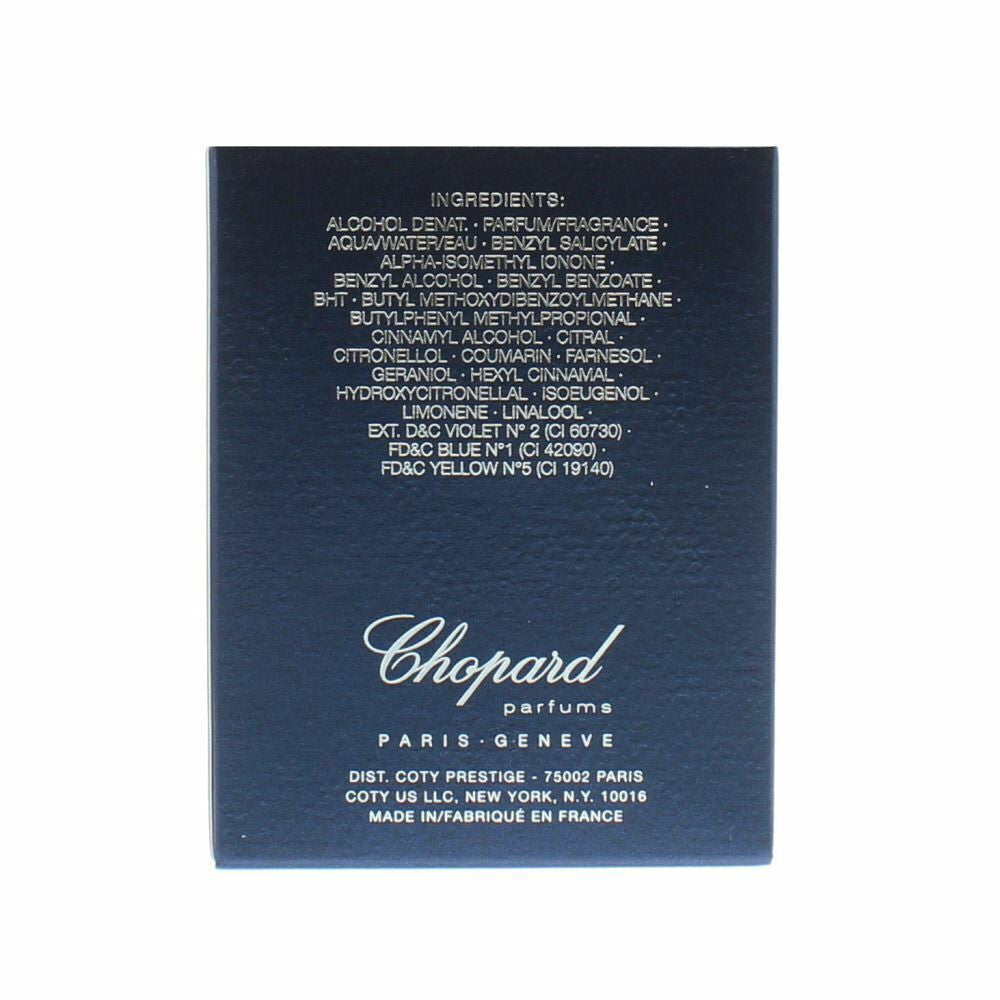 INGREDIENTS:
ALCOHOL DENAT. · PARFUM/FRAGRANCE ·
AQUA/WATER/EAU · BENZYL SALICYLATE ·
ALPHA-ISOMETHYL IONONE ·
BENZYL ALCOHOL · BENZYL BENZOATE ·
BHT · BUTYL METHOXYDIBENZOYLMETHANE ·
BUTYLPHENYL METHYLPROPIONAL ·
CINNAMYL ALCOHOL · CITRAL ·
CITRONELLOL · COUMARIN · FARNESOL ·
GERANIOL · HEXYL CINNAMAL ·
HYDROXYCITRONELLAL · ISOEUGENOL ·
LIMONENE · LINALOOL ·
EXT. D&C VIOLET N° 2 (CI 60730) ·
FD&C BLUE N°1 (CI 42090) ·
FD&C YELLOW N°5 (CI 19140)
Chopard
parfums
PARIS · GENEVE
DIST. COTY PRESTIGE - 75002 PARIS
COTY US LLC, NEW YORK, N.Y. 10016
MADE IN/FABRIQUÉ EN FRANCE